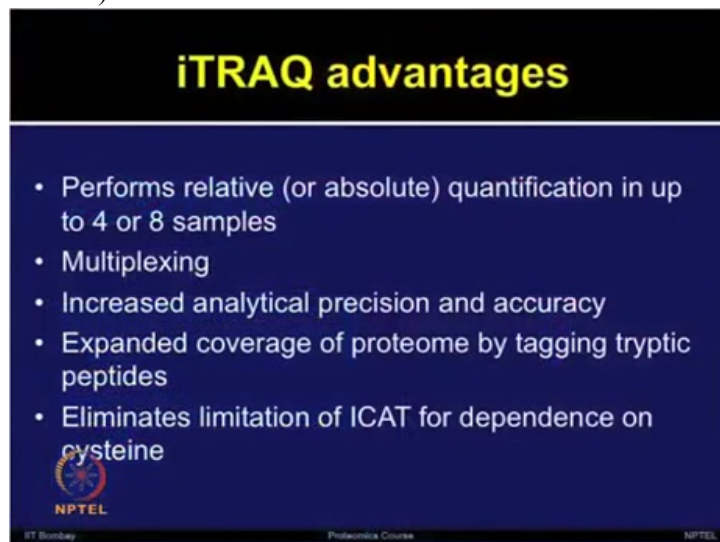 iTRAQ advantages
• Performs relative (or absolute) quantification in up
to 4 or 8 samples
• Multiplexing
• Increased analytical precision and accuracy
• Expanded coverage of proteome by tagging tryptic
peptides
• Eliminates limitation of ICAT for dependence on
cysteine
NPTEL
IIT Bombay
Proteomics Course
NPTEL